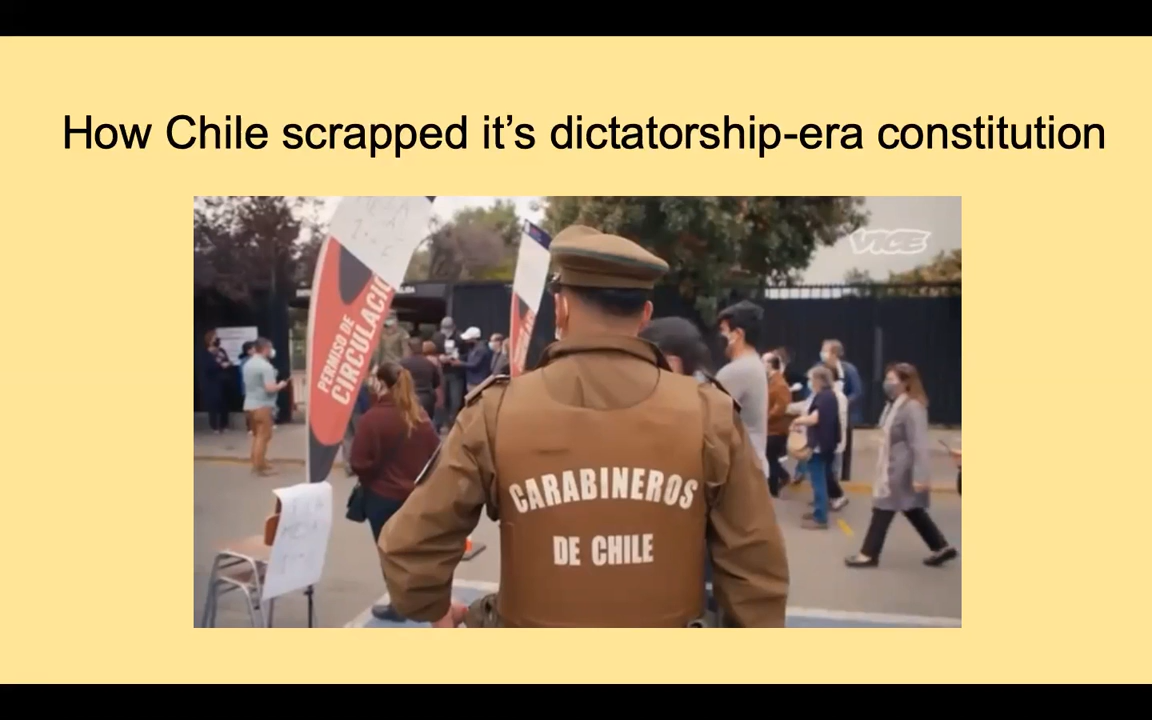 How Chile scrapped it’s dictatorship-era constitution
VICE
PERMISO DE
CIRCULACIÓ
CARABINEROS
DE CHILE